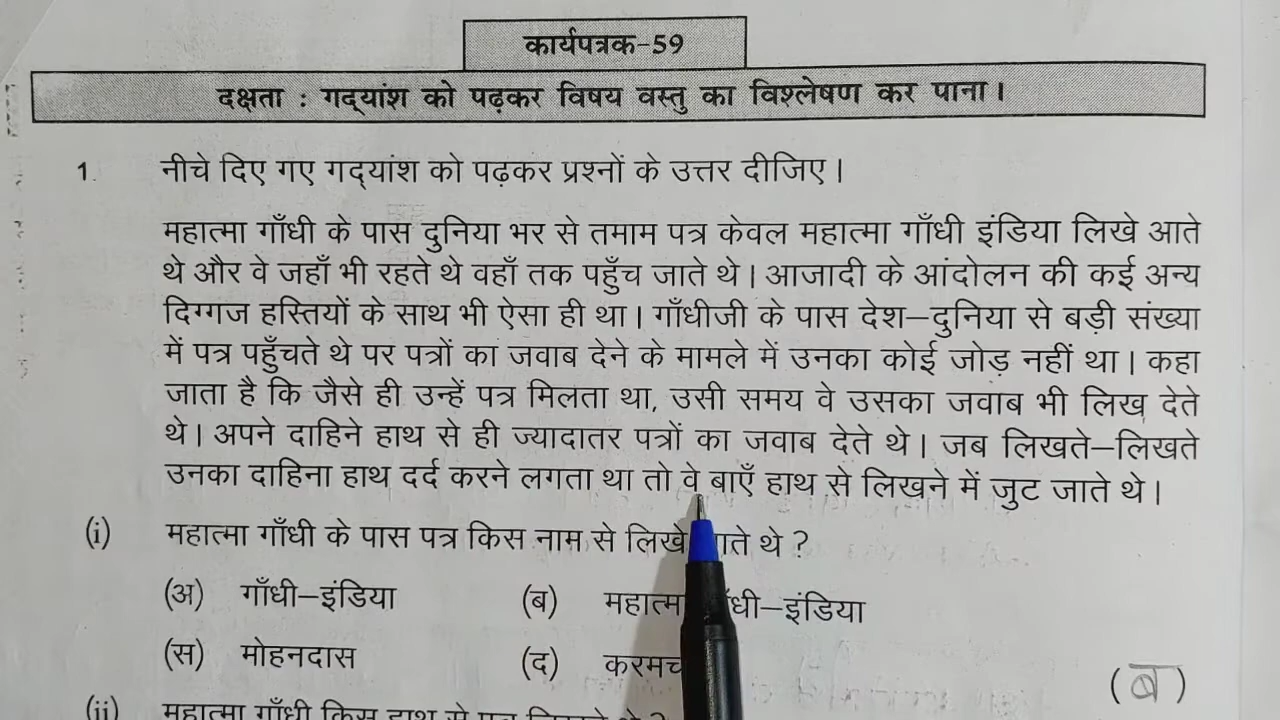 कार्यपत्रक-59
दक्षता : गद्यांश को पढ़कर विषय वस्तु का विश्लेषण कर पाना।
1. नीचे दिए गए गद्यांश को पढ़कर प्रश्नों के उत्तर दीजिए।
महात्मा गाँधी के पास दुनिया भर से तमाम पत्र केवल महात्मा गाँधी इंडिया लिखे आते
थे और वे जहाँ भी रहते थे वहाँ तक पहुँच जाते थे। आजादी के आंदोलन की कई अन्य
दिग्गज हस्तियों के साथ भी ऐसा ही था। गाँधीजी के पास देश–दुनिया से बड़ी संख्या
में पत्र पहुँचते थे पर पत्रों का जवाब देने के मामले में उनका कोई जोड़ नहीं था। कहा
जाता है कि जैसे ही उन्हें पत्र मिलता था, उसी समय वे उसका जवाब भी लिख देते
थे। अपने दाहिने हाथ से ही ज्यादातर पत्रों का जवाब देते थे। जब लिखते–लिखते
उनका दाहिना हाथ दर्द करने लगता था तो वे बाएँ हाथ से लिखने में जुट जाते थे।
(i) महात्मा गाँधी के पास पत्र किस नाम से लिखे थे ?
(अ) गाँधी–इंडिया (ब) इंडिया
(स) मोहनदास (द)
(ब)
(ii) महात्मा गाँधी किस हाथ से पत्र लिखते थे ?